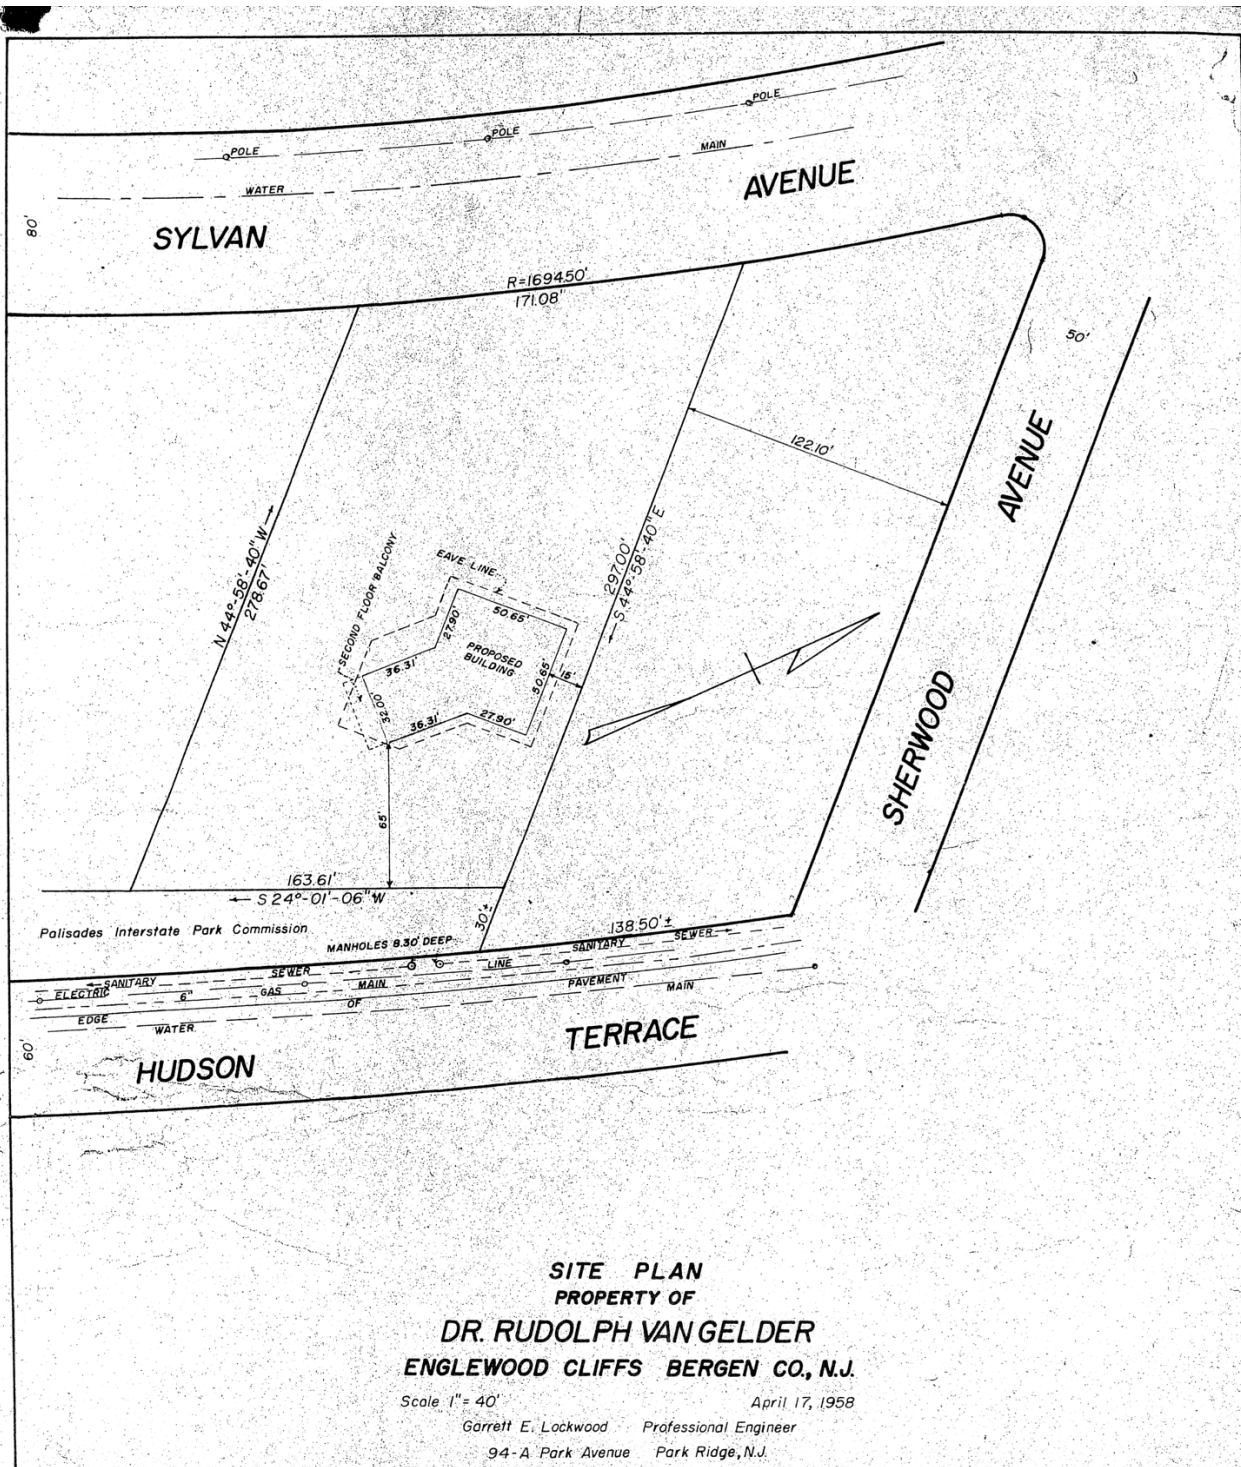 POLE
POLE
POLE
WATER MAIN
80'
SYLVAN AVENUE
R=1694.50'
171.08'
50'
122.10'
AVENUE
SHERWOOD
N 44°-58'-40" W
278.67'
297.00'
S 44°-58'-40" E
SECOND FLOOR BALCONY
EAVE LINE
50.65'
27.90'
PROPOSED
BUILDING
36.31'
50.65'
15'
32.00'
36.31'
27.90'
65'
163.61'
S 24°-01'-06" W
30'±
Palisades Interstate Park Commission
MANHOLES 8.30' DEEP
138.50'±
SANITARY SEWER LINE SANITARY SEWER
ELECTRIC 6" GAS MAIN
EDGE OF PAVEMENT
WATER MAIN
60'
HUDSON TERRACE
SITE PLAN
PROPERTY OF
DR. RUDOLPH VAN GELDER
ENGLEWOOD CLIFFS BERGEN CO., N.J.
Scale 1"= 40' April 17, 1958
Garrett E. Lockwood Professional Engineer
94-A Park Avenue Park Ridge, N.J.